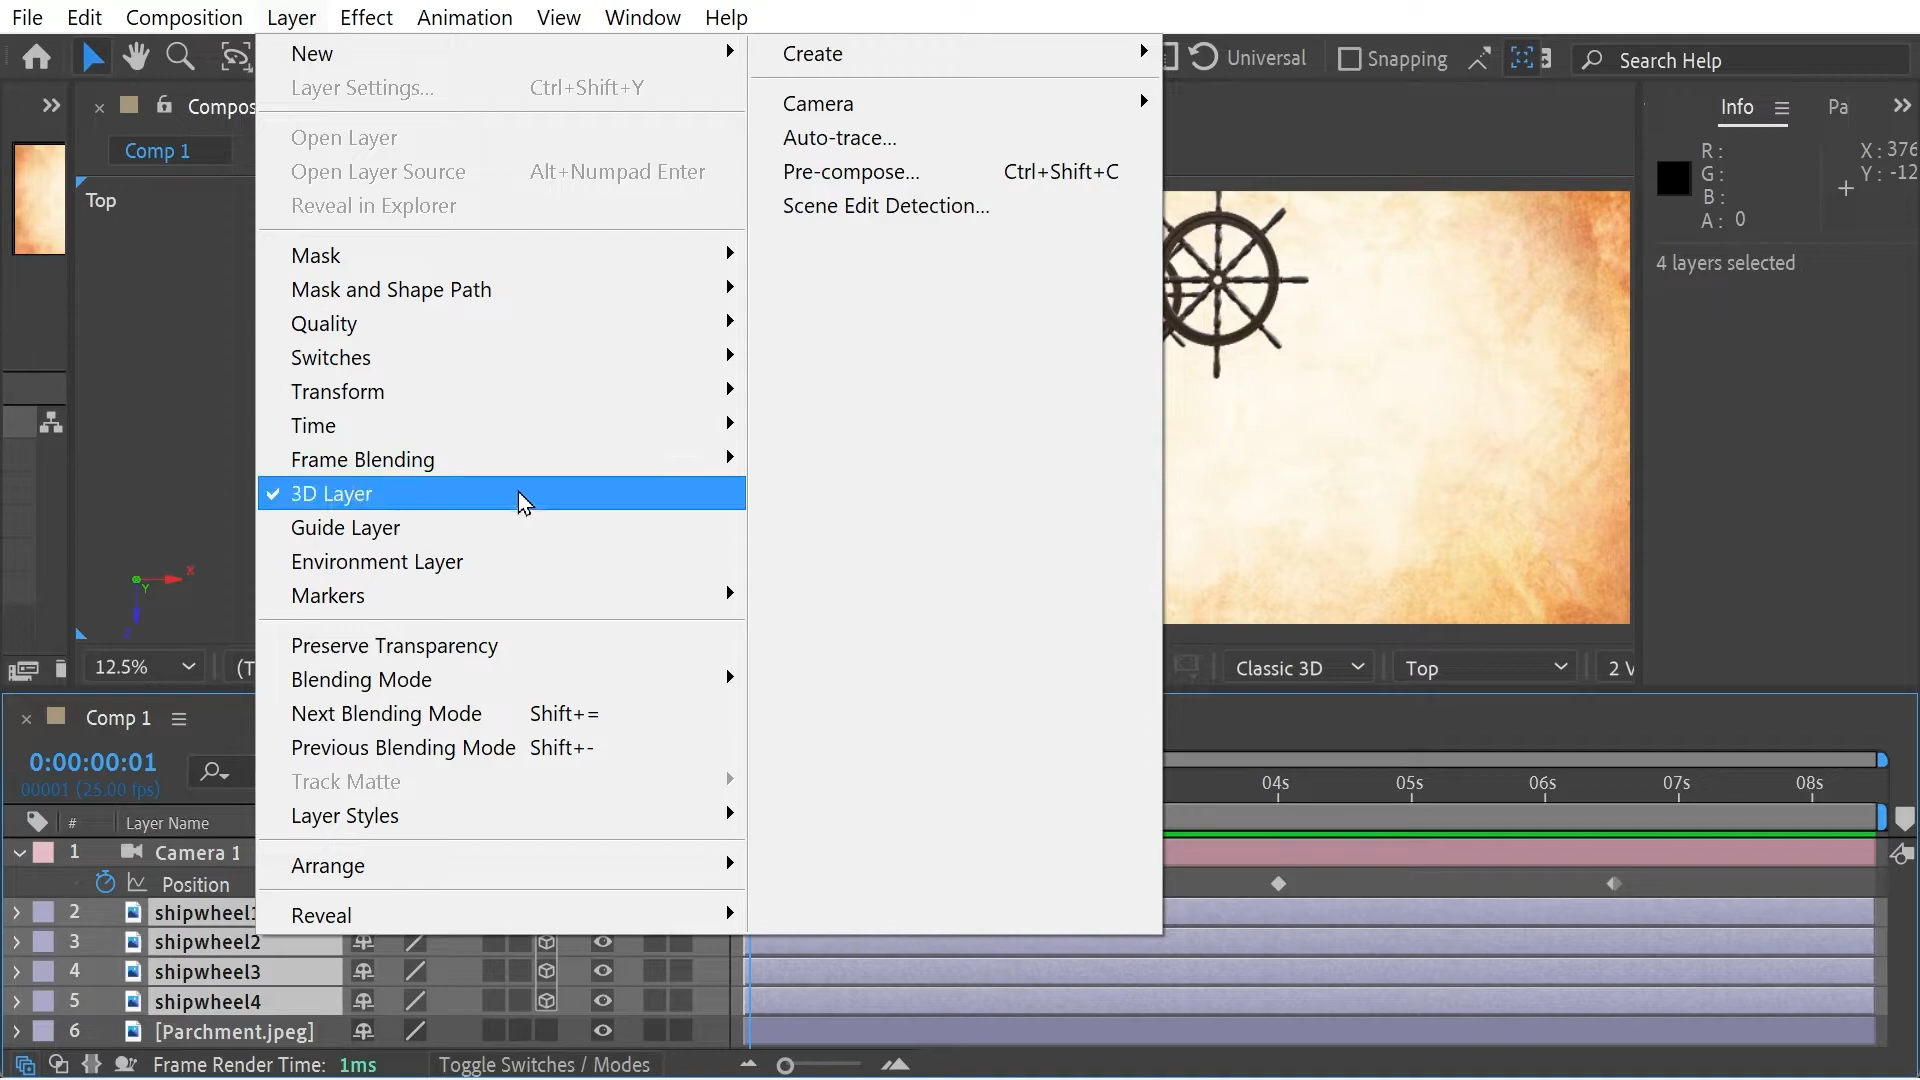 File Edit Composition Layer Effect Animation View Window Help
Universal Snapping Search Help
New
Layer Settings... Ctrl+Shift+Y
Open Layer
Open Layer Source Alt+Numpad Enter
Reveal in Explorer
Mask
Mask and Shape Path
Quality
Switches
Transform
Time
Frame Blending
3D Layer
Guide Layer
Environment Layer
Markers
Preserve Transparency
Blending Mode
Next Blending Mode Shift+=
Previous Blending Mode Shift+-
Track Matte
Layer Styles
Arrange
Reveal
Create
Camera
Auto-trace...
Pre-compose... Ctrl+Shift+C
Scene Edit Detection...
Compos
Comp 1
Top
X
Y
Z
12.5% (T
Classic 3D Top 2 V
Info Pa
R :
G :
B :
A : 0
X : 376
Y : -12
4 layers selected
Comp 1
0:00:00:01
00001 (25.00 fps)
# Layer Name
1 Camera 1
Position
2 shipwheel1
3 shipwheel2
4 shipwheel3
5 shipwheel4
6 [Parchment.jpeg]
04s 05s 06s 07s 08s
Frame Render Time: 1ms Toggle Switches / Modes